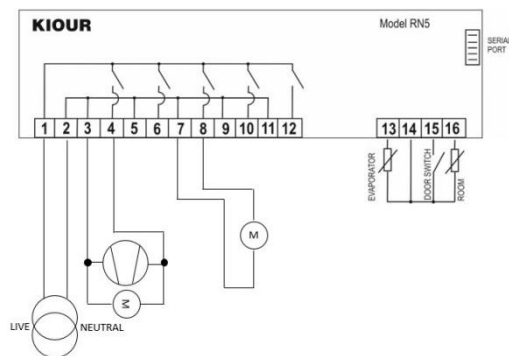 KIOUR
Model RN5
SERIAL
PORT
1 2 3 4 5 6 7 8 9 10 11 12
13 14 15 16
EVAPORATOR
DOOR SWITCH
ROOM
M
M
LIVE
NEUTRAL